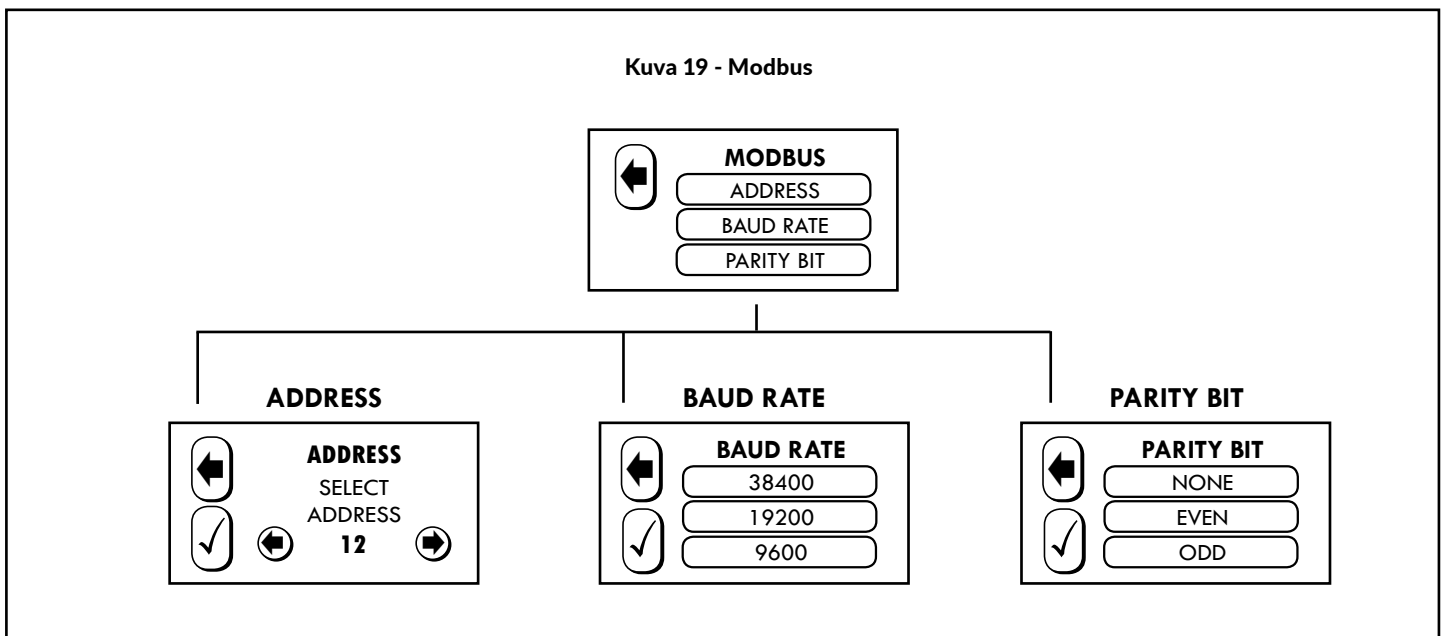 Kuva 19 - Modbus
MODBUS
ADDRESS
BAUD RATE
PARITY BIT
ADDRESS
ADDRESS
SELECT
ADDRESS
12
BAUD RATE
BAUD RATE
38400
19200
9600
PARITY BIT
PARITY BIT
NONE
EVEN
ODD